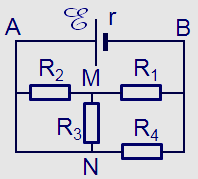 ℰ r
A B
R₂ M R₁
R₃ R₄
N